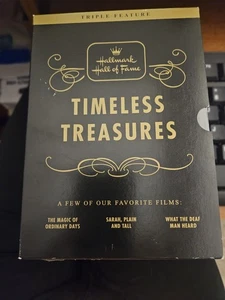 TRIPLE FEATURE
Hallmark
Hall of Fame
TIMELESS
TREASURES
A FEW OF OUR FAVORITE FILMS:
THE MAGIC OF
ORDINARY DAYS
SARAH, PLAIN
AND TALL
WHAT THE DEAF
MAN HEARD